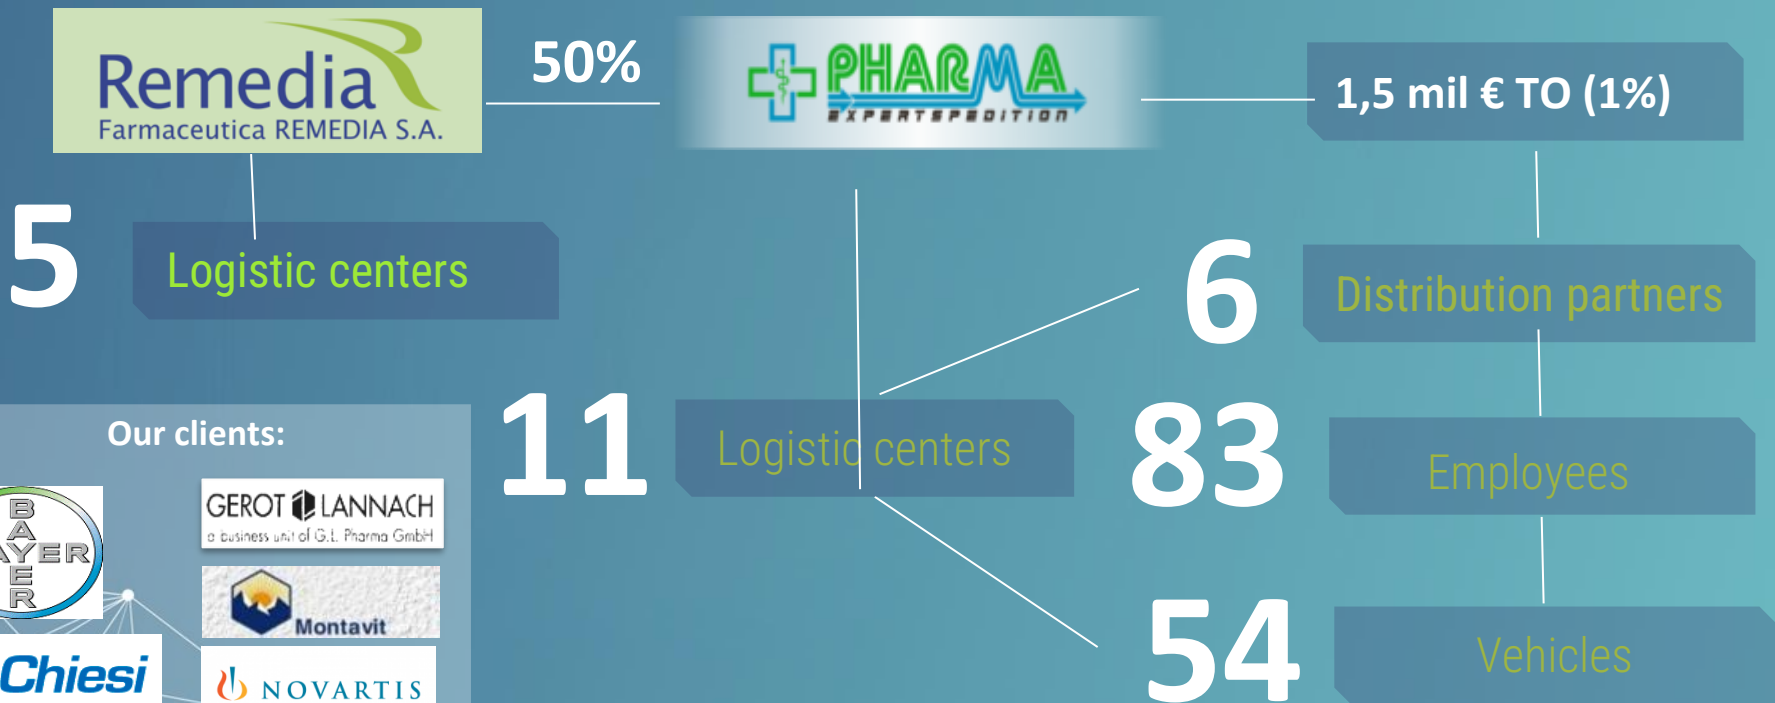 Remedia
Farmaceutica REMEDIA S.A.
50%
PHARMA
EXPERTSPEDITION
1,5 mil € TO (1%)
5
Logistic centers
6
Distribution partners
11
Logistic centers
83
Employees
54
Vehicles
Our clients:
BAYER
GEROT LANNACH
a business unit of G.L. Pharma GmbH
Montavit
Chiesi
NOVARTIS